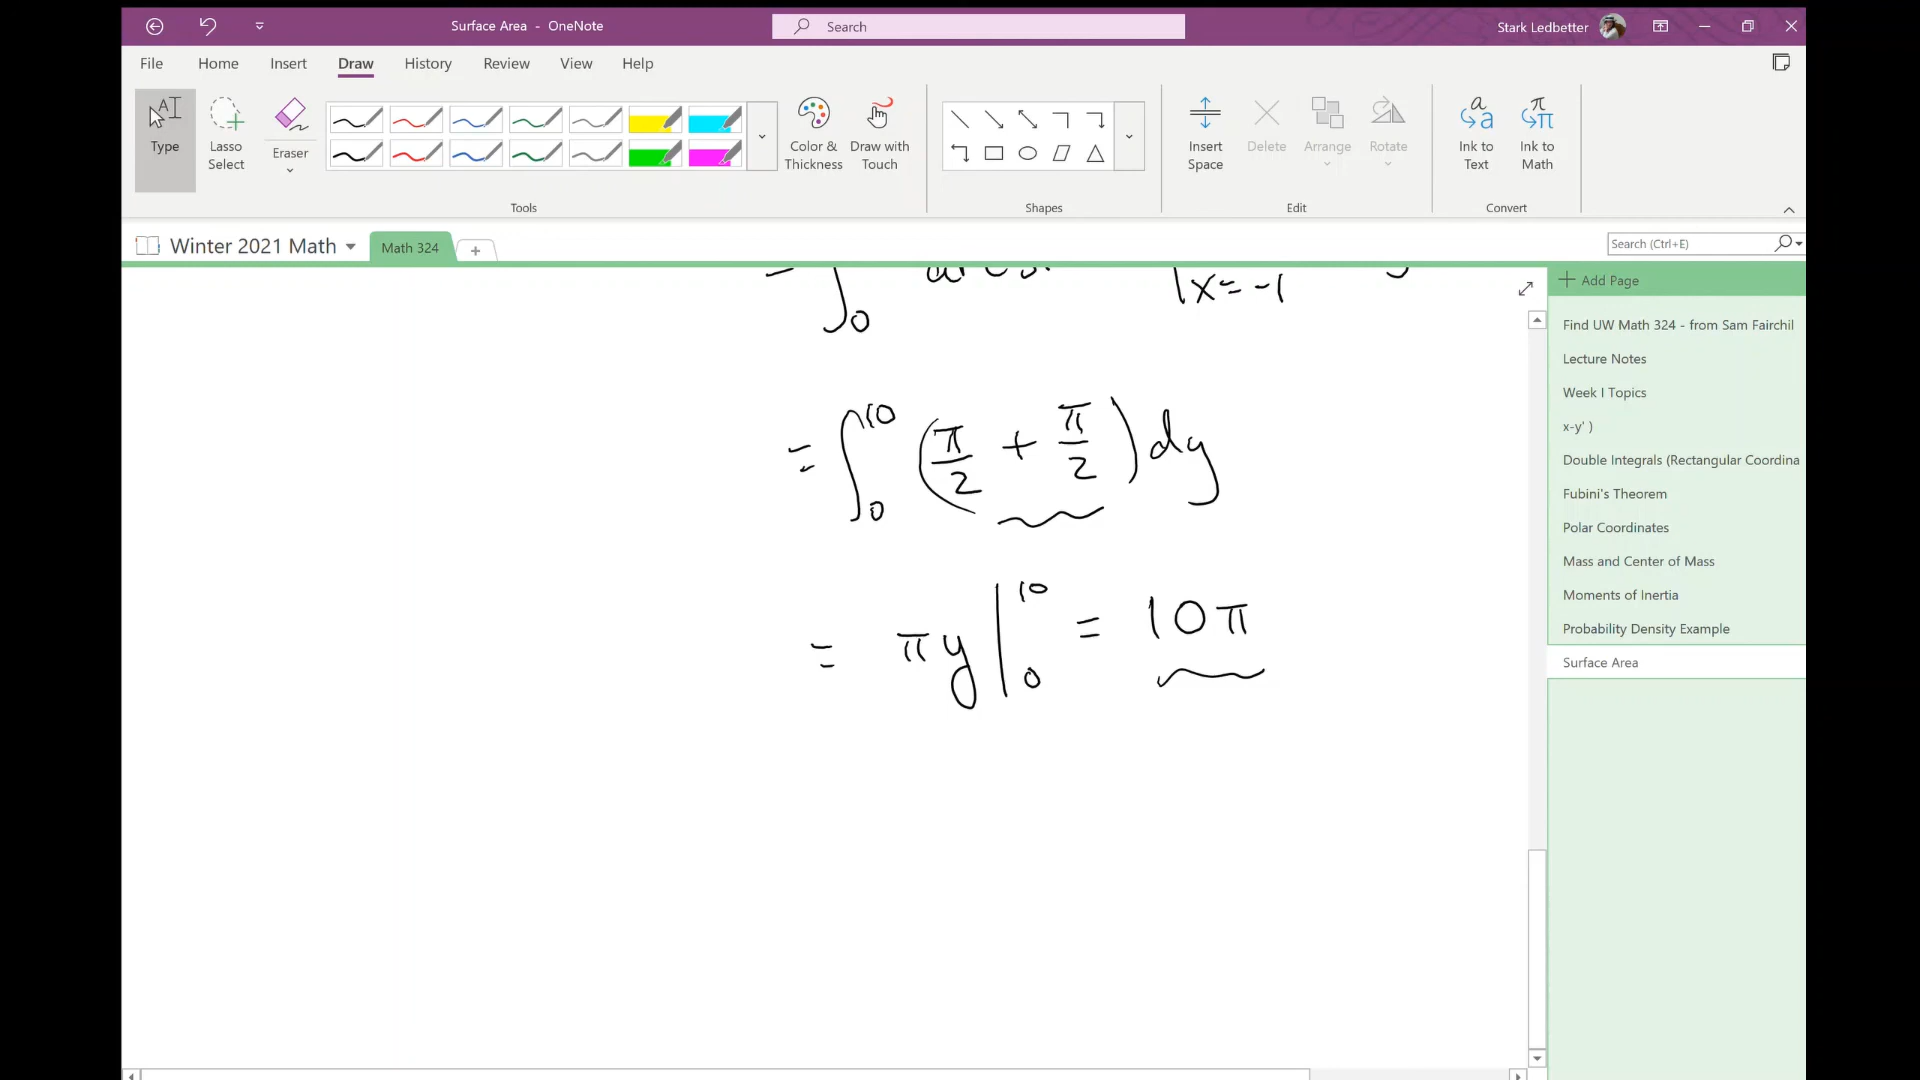 Surface Area - OneNote
Search
Stark Ledbetter
File Home Insert Draw History Review View Help
Type
Lasso Select
Eraser
Color & Thickness
Draw with Touch
Insert Space
Delete
Arrange
Rotate
Ink to Text
Ink to Math
Tools
Shapes
Edit
Convert
Winter 2021 Math
Math 324
Search (Ctrl+E)
Add Page
Find UW Math 324 - from Sam Fairchil
Lecture Notes
Week I Topics
x-y' )
Double Integrals (Rectangular Coordina
Fubini's Theorem
Polar Coordinates
Mass and Center of Mass
Moments of Inertia
Probability Density Example
Surface Area
= ∫₀ |x=-1
= ∫₀¹⁰ (π/2 + π/2) dy
= πy |₀¹⁰ = 10π